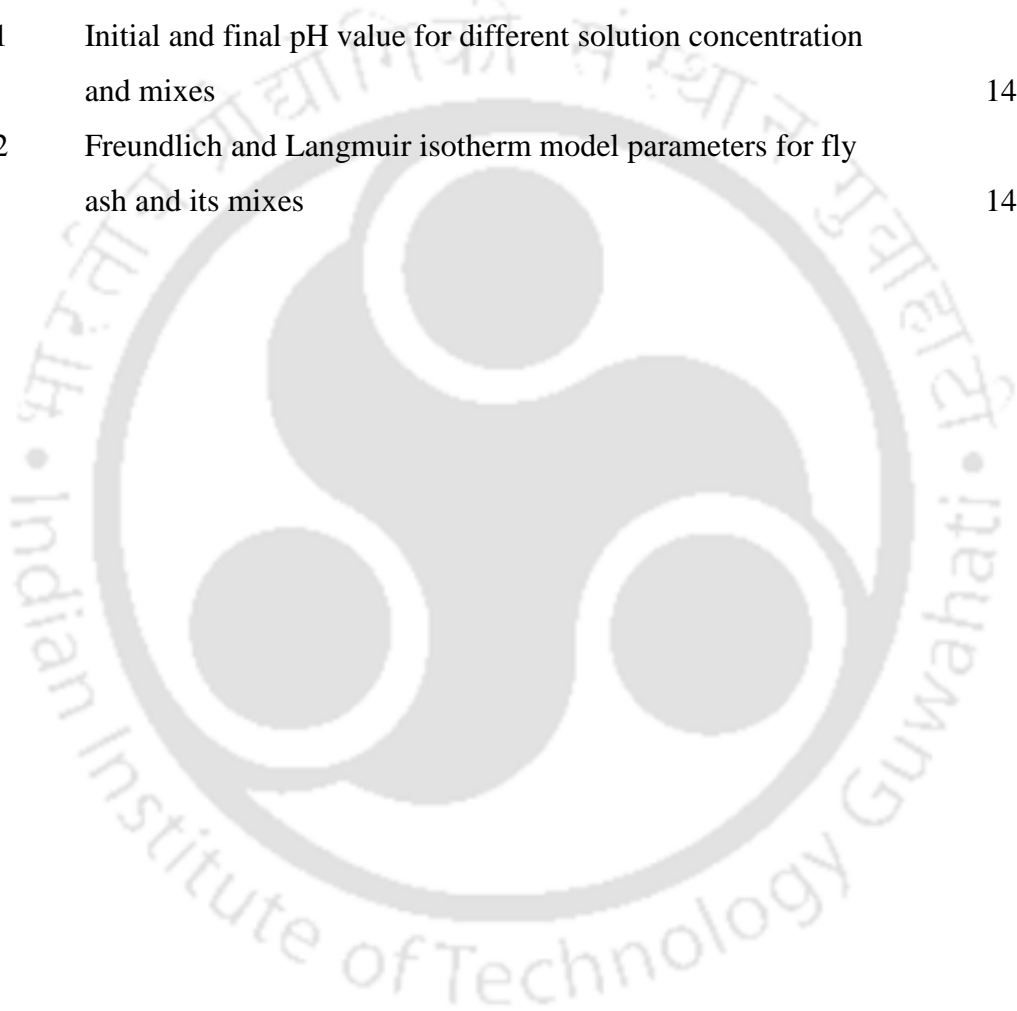 1 Initial and final pH value for different solution concentration
and mixes 14
2 Freundlich and Langmuir isotherm model parameters for fly
ash and its mixes 14
भारतीय प्रौद्योगिकी संस्थान गुवाहाटी
• Indian Institute of Technology Guwahati •